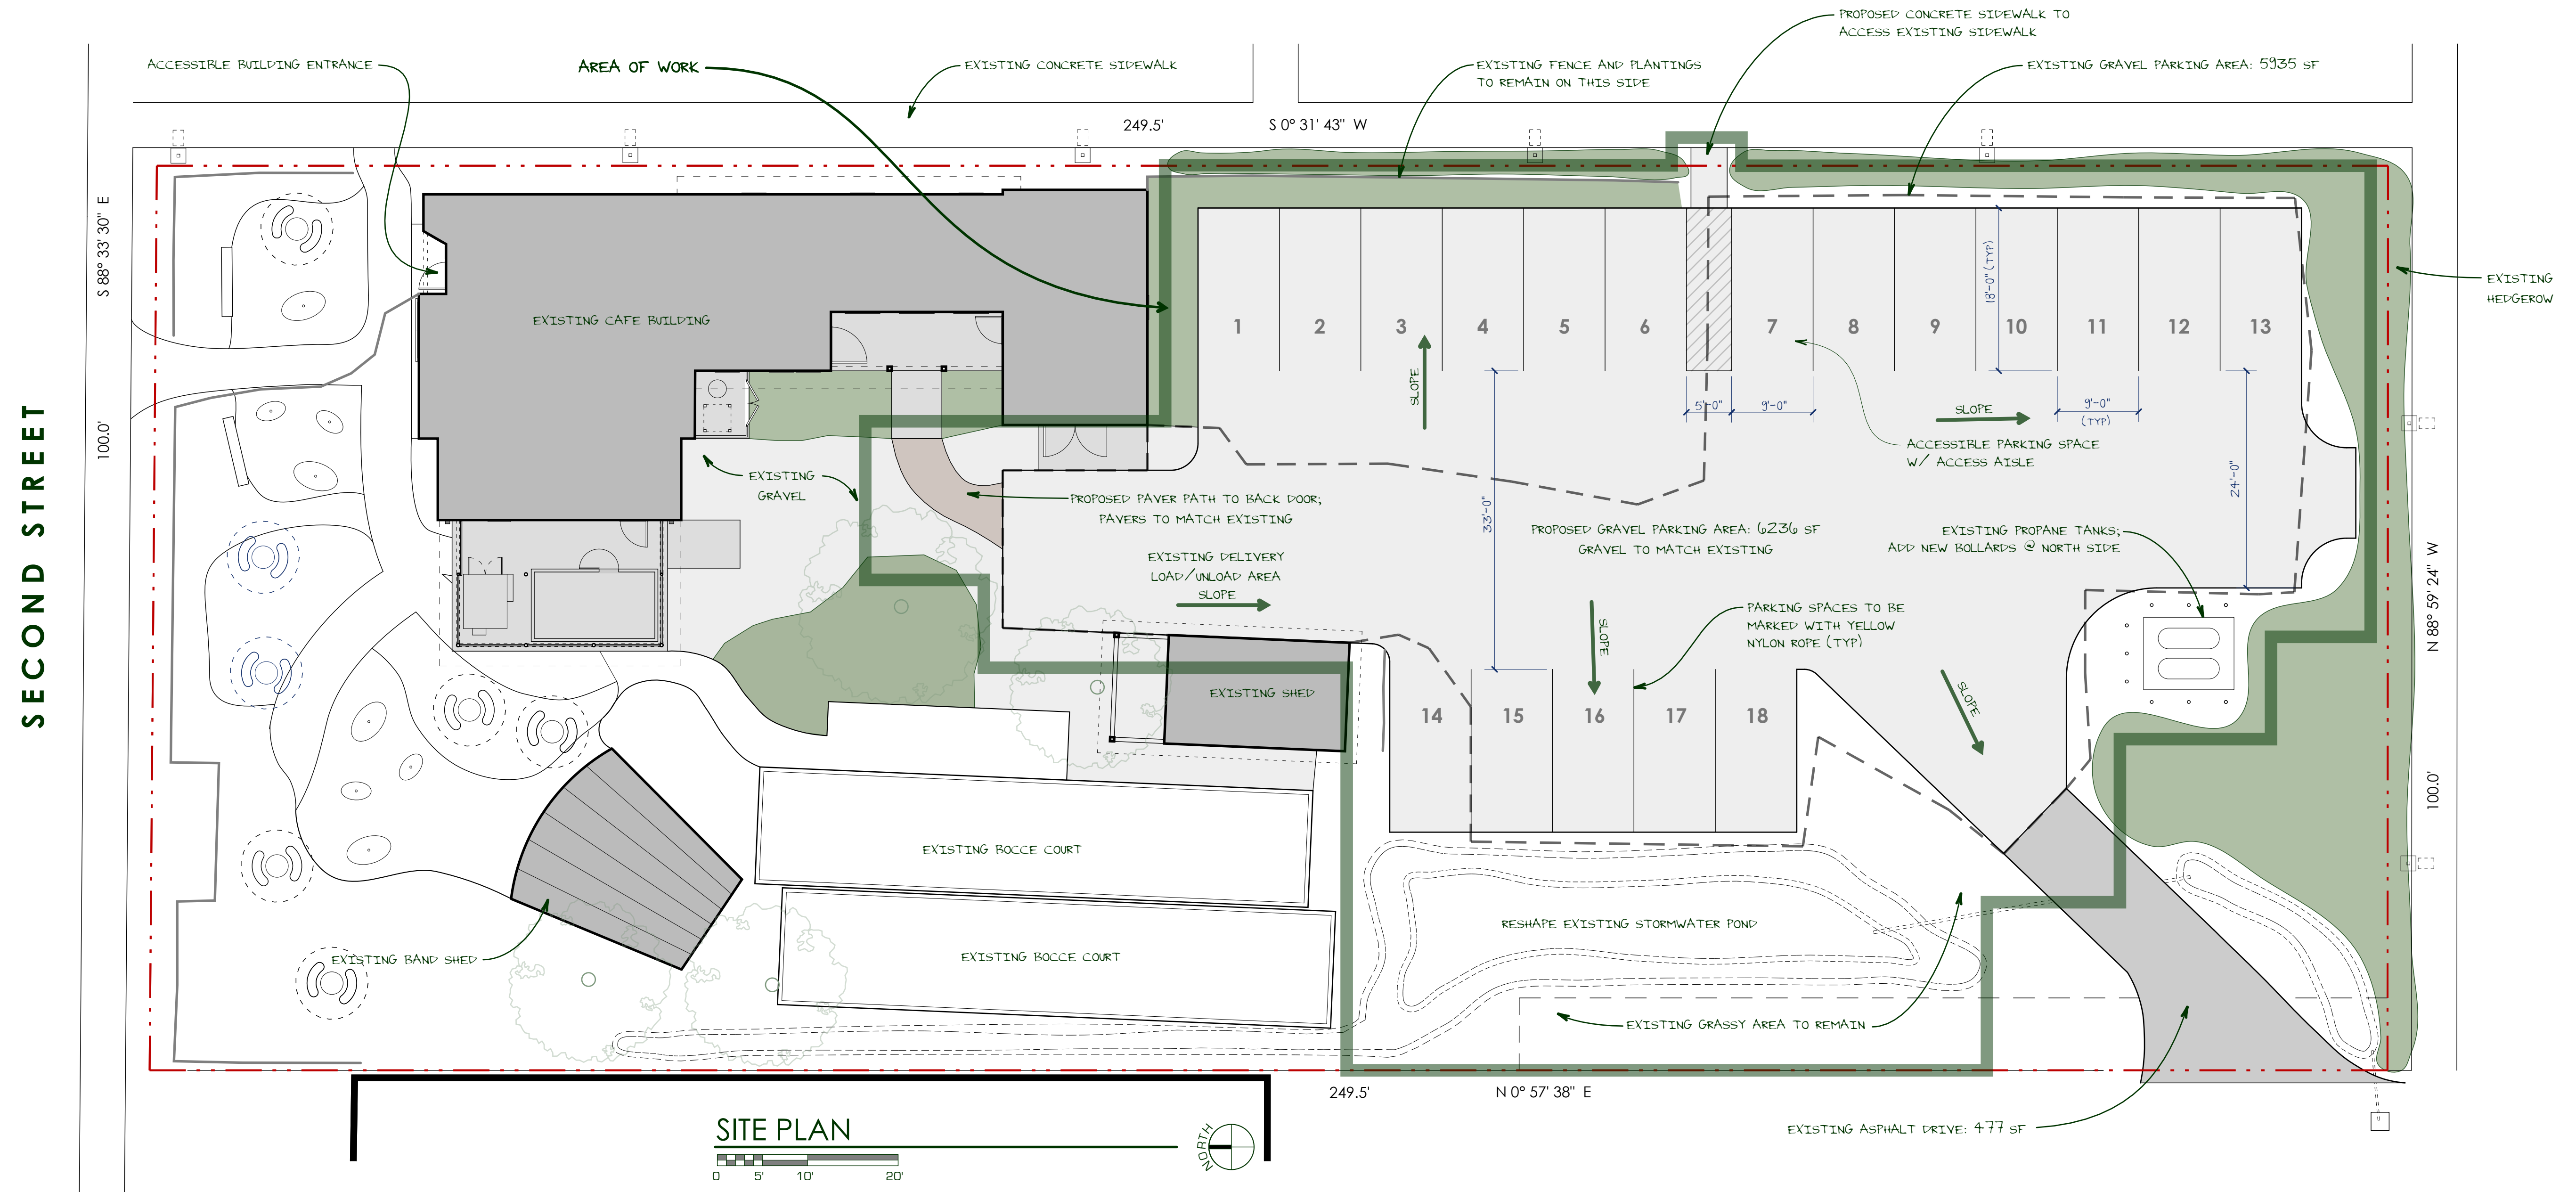 PROPOSED CONCRETE SIDEWALK TO
ACCESS EXISTING SIDEWALK
ACCESSIBLE BUILDING ENTRANCE
AREA OF WORK
EXISTING CONCRETE SIDEWALK
EXISTING FENCE AND PLANTINGS
TO REMAIN ON THIS SIDE
EXISTING GRAVEL PARKING AREA: 5935 SF
249.5'
S 0° 31' 43" W
S 88° 33' 30" E
100.0'
SECOND STREET
EXISTING
HEDGEROW
EXISTING CAFE BUILDING
1
2
3
4
5
6
7
8
9
10
11
12
13
18'-0" (TYP)
SLOPE
5'-0"
9'-0"
SLOPE
9'-0"
(TYP)
ACCESSIBLE PARKING SPACE
W/ ACCESS AISLE
24'-0"
33'-0"
EXISTING
GRAVEL
PROPOSED PAVER PATH TO BACK DOOR;
PAVERS TO MATCH EXISTING
PROPOSED GRAVEL PARKING AREA: 6236 SF
GRAVEL TO MATCH EXISTING
EXISTING PROPANE TANKS;
ADD NEW BOLLARDS @ NORTH SIDE
EXISTING DELIVERY
LOAD/UNLOAD AREA
SLOPE
SLOPE
PARKING SPACES TO BE
MARKED WITH YELLOW
NYLON ROPE (TYP)
N 88° 59' 24" W
100.0'
EXISTING SHED
14
15
16
17
18
SLOPE
EXISTING BOCCE COURT
EXISTING BOCCE COURT
EXISTING BAND SHED
RESHAPE EXISTING STORMWATER POND
EXISTING GRASSY AREA TO REMAIN
249.5'
N 0° 57' 38" E
EXISTING ASPHALT DRIVE: 477 SF
SITE PLAN
NORTH
0
5'
10'
20'